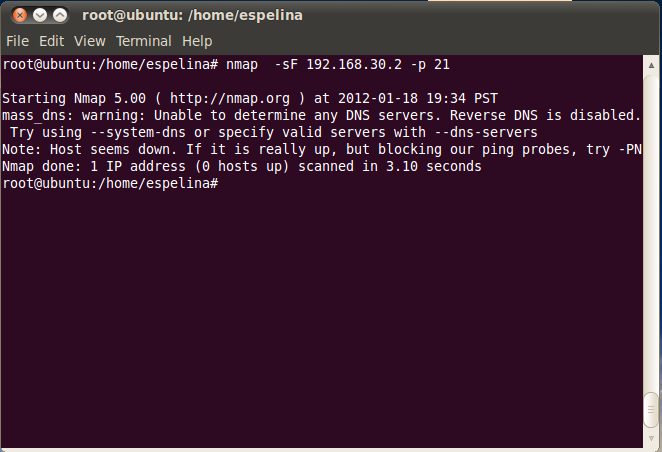 root@ubuntu: /home/espelina
File Edit View Terminal Help
root@ubuntu:/home/espelina# nmap  -sF 192.168.30.2 -p 21
Starting Nmap 5.00 ( http://nmap.org ) at 2012-01-18 19:34 PST
mass_dns: warning: Unable to determine any DNS servers. Reverse DNS is disabled.
 Try using --system-dns or specify valid servers with --dns-servers
Note: Host seems down. If it is really up, but blocking our ping probes, try -PN
Nmap done: 1 IP address (0 hosts up) scanned in 3.10 seconds
root@ubuntu:/home/espelina#